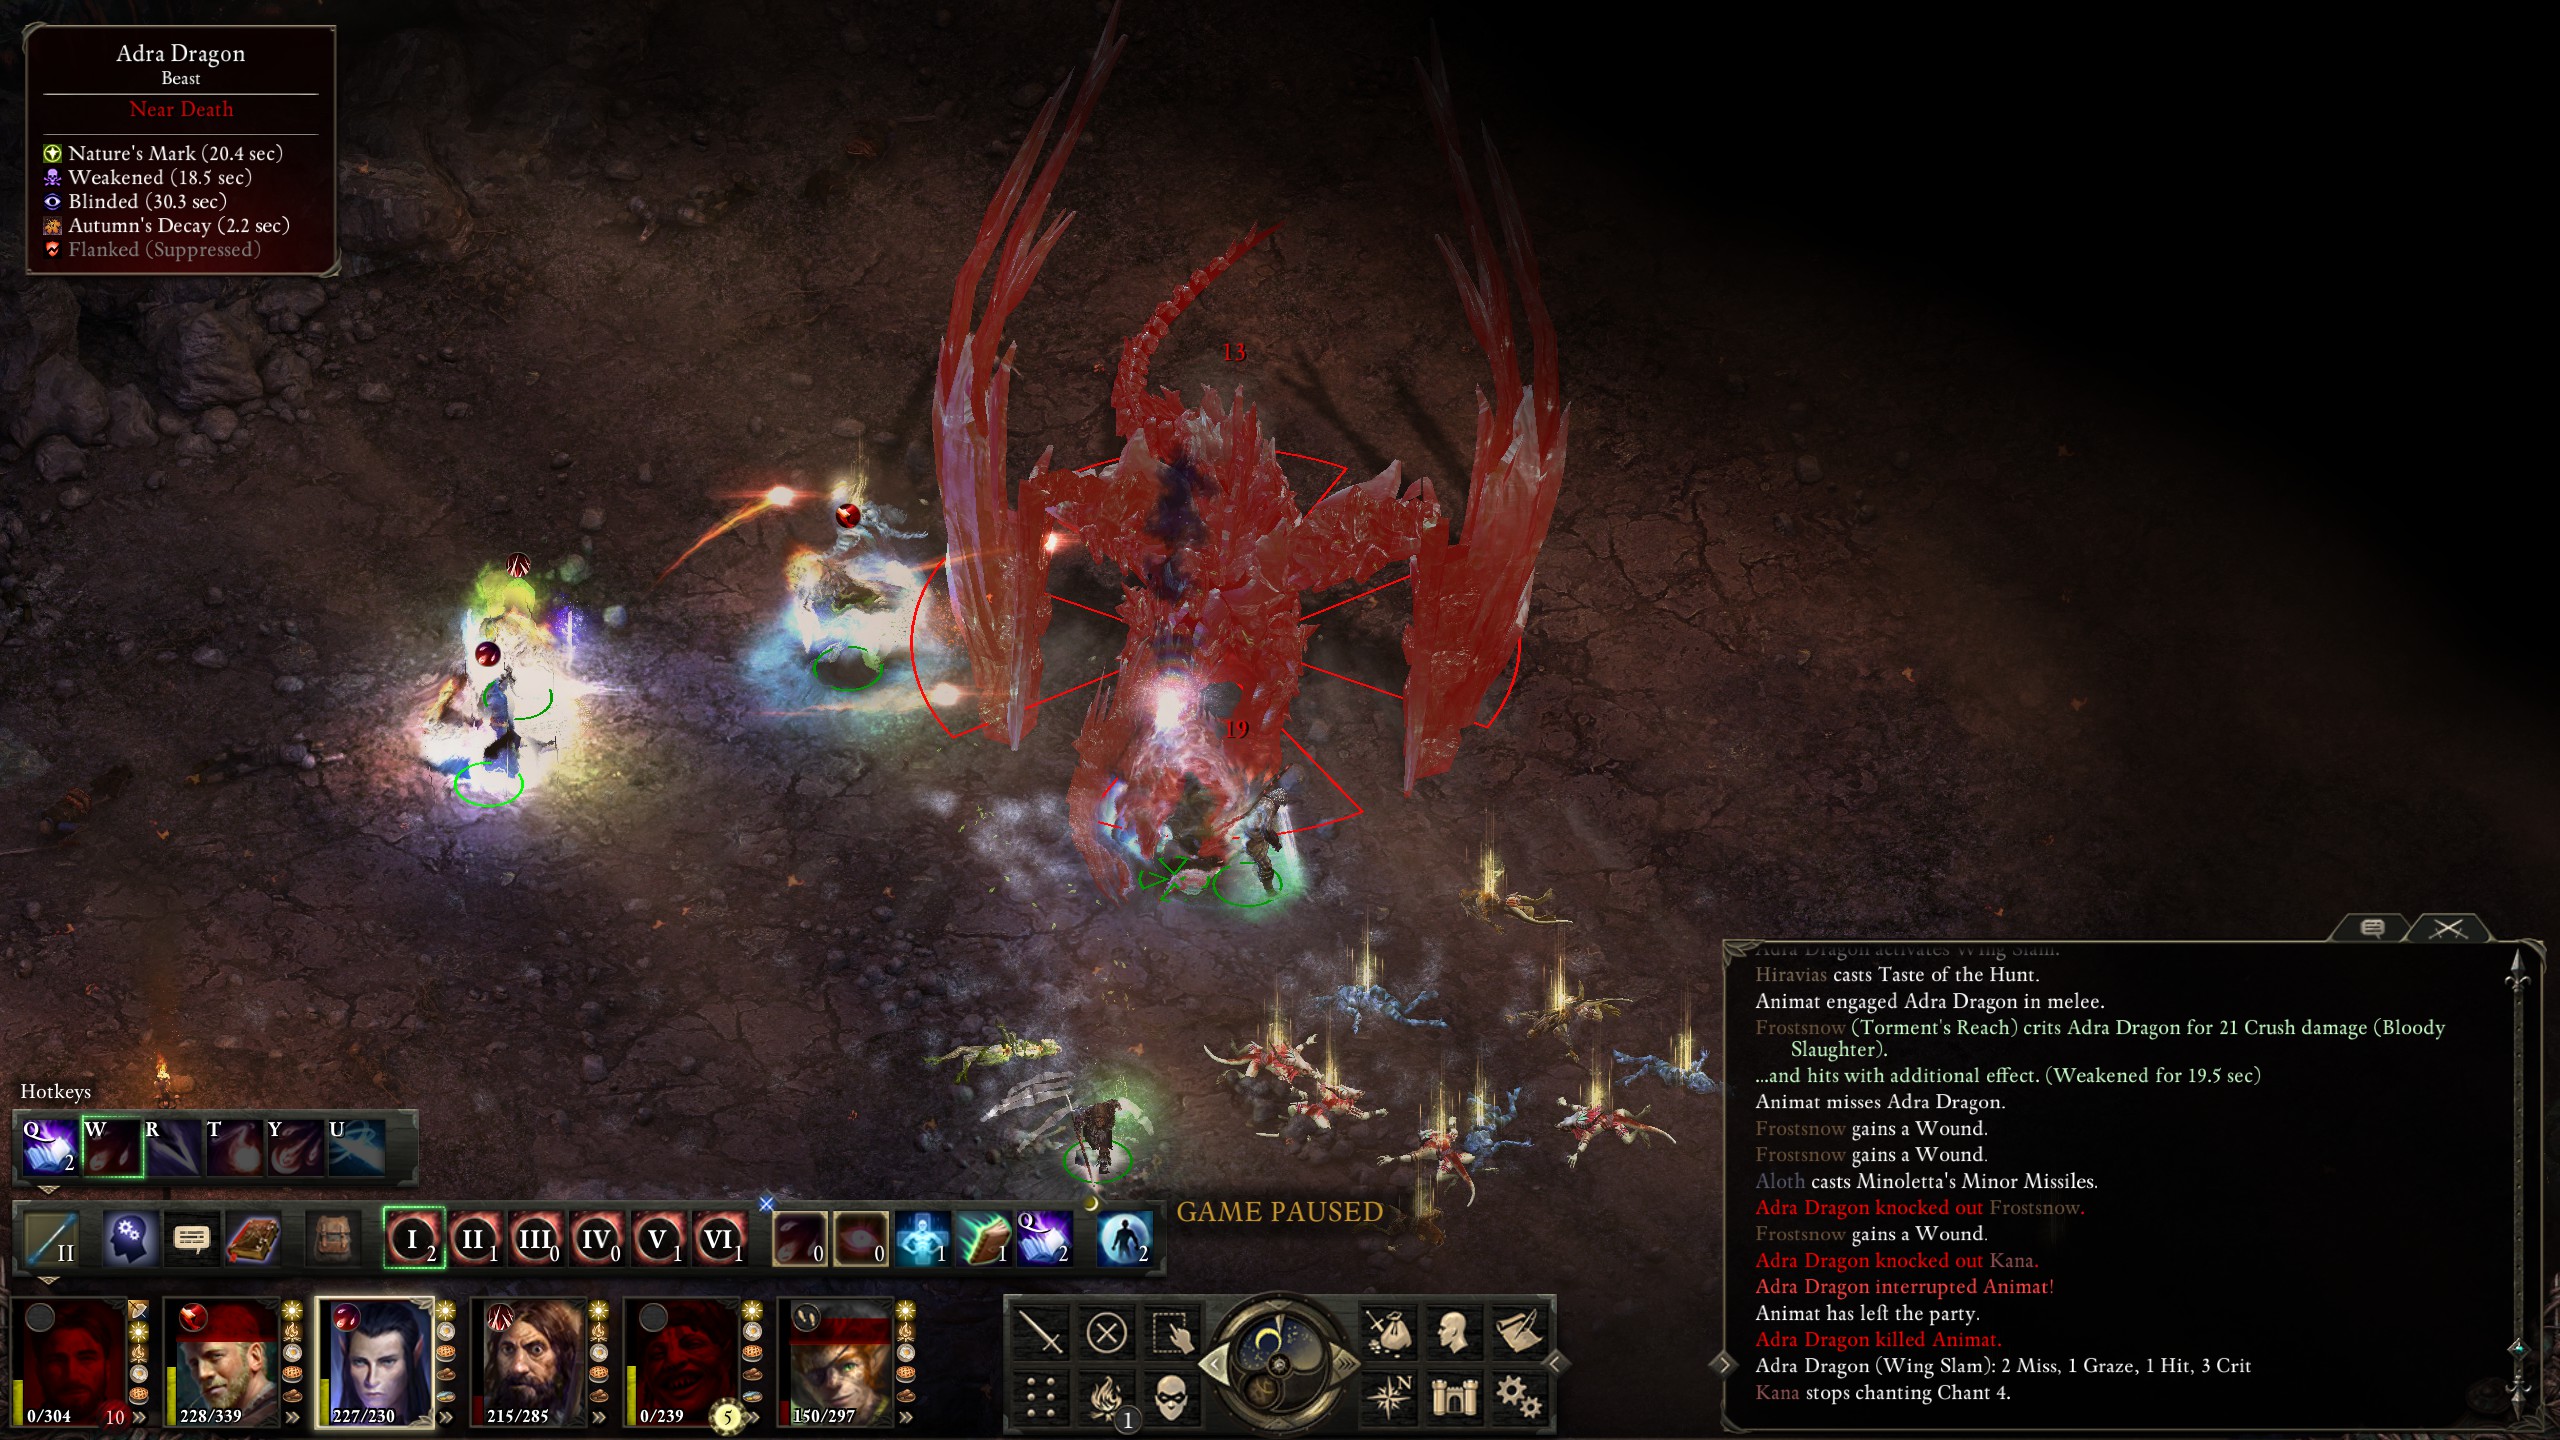 Adra Dragon
Beast
Near Death
Nature's Mark (20.4 sec)
Weakened (18.5 sec)
Blinded (30.3 sec)
Autumn's Decay (2.2 sec)
Flanked (Suppressed)
13
19
Adra Dragon activates Wing Slam.
Hiravias casts Taste of the Hunt.
Animat engaged Adra Dragon in melee.
Frostsnow (Torment's Reach) crits Adra Dragon for 21 Crush damage (Bloody
Slaughter).
...and hits with additional effect. (Weakened for 19.5 sec)
Animat misses Adra Dragon.
Frostsnow gains a Wound.
Frostsnow gains a Wound.
Aloth casts Minoletta's Minor Missiles.
Adra Dragon knocked out Frostsnow.
Frostsnow gains a Wound.
Adra Dragon knocked out Kana.
Adra Dragon interrupted Animat!
Animat has left the party.
Adra Dragon killed Animat.
Adra Dragon (Wing Slam): 2 Miss, 1 Graze, 1 Hit, 3 Crit
Kana stops chanting Chant 4.
Hotkeys
Q W R T Y U
2
GAME PAUSED
II I 2 II 1 III 0 IV 0 V 1 VI 1 0 0 1 1 Q 2 2
0/304 10 228/339 227/230 215/285 0/239 5 150/297
N
1